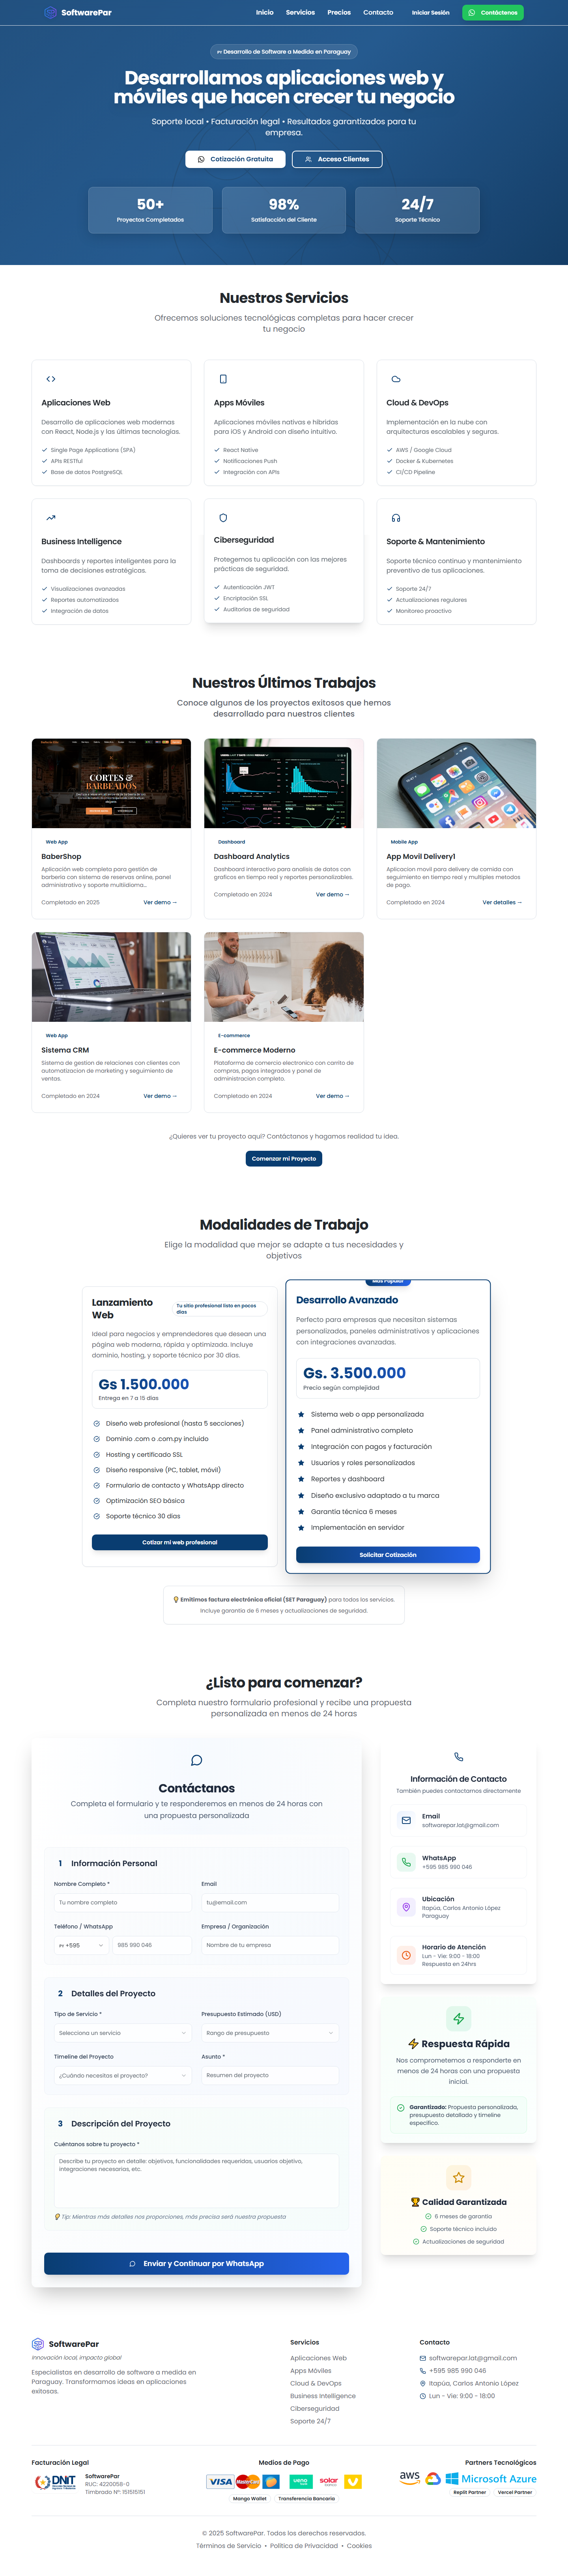 SoftwarePar
Inicio
Servicios
Precios
Contacto
Iniciar Sesión
Contáctenos
PY Desarrollo de Software a Medida en Paraguay
Desarrollamos aplicaciones web y
móviles que hacen crecer tu negocio
Soporte local • Facturación legal • Resultados garantizados para tu
empresa.
Cotización Gratuita
Acceso Clientes
50+
Proyectos Completados
98%
Satisfacción del Cliente
24/7
Soporte Técnico
Nuestros Servicios
Ofrecemos soluciones tecnológicas completas para hacer crecer
tu negocio
Aplicaciones Web
Desarrollo de aplicaciones web modernas
con React, Node.js y las últimas tecnologías.
Single Page Applications (SPA)
APIs RESTful
Base de datos PostgreSQL
Apps Móviles
Aplicaciones móviles nativas e híbridas
para iOS y Android con diseño intuitivo.
React Native
Notificaciones Push
Integración con APIs
Cloud & DevOps
Implementación en la nube con
arquitecturas escalables y seguras.
AWS / Google Cloud
Docker & Kubernetes
CI/CD Pipeline
Business Intelligence
Dashboards y reportes inteligentes para la
toma de decisiones estratégicas.
Visualizaciones avanzadas
Reportes automatizados
Integración de datos
Ciberseguridad
Protegemos tu aplicación con las mejores
prácticas de seguridad.
Autenticación JWT
Encriptación SSL
Auditorías de seguridad
Soporte & Mantenimiento
Soporte técnico continuo y mantenimiento
preventivo de tus aplicaciones.
Soporte 24/7
Actualizaciones regulares
Monitoreo proactivo
Nuestros Últimos Trabajos
Conoce algunos de los proyectos exitosos que hemos
desarrollado para nuestros clientes
CORTES &
BARBEADOS
Web App
BaberShop
Aplicación web completa para gestión de
barbería con sistema de reservas online, panel
administrativo y soporte multiidioma...
Completado en 2025
Ver demo →
Dashboard
Dashboard Analytics
Dashboard interactivo para analisis de datos con
graficos en tiempo real y reportes personalizables.
Completado en 2024
Ver demo →
Mobile App
App Movil Delivery1
Aplicacion movil para delivery de comida con
seguimiento en tiempo real y multiples metodos
de pago.
Completado en 2024
Ver detalles →
Web App
Sistema CRM
Sistema de gestion de relaciones con clientes con
automatizacion de marketing y seguimiento de
ventas.
Completado en 2024
Ver demo →
E-commerce
E-commerce Moderno
Plataforma de comercio electronico con carrito de
compras, pagos integrados y panel de
administracion completo.
Completado en 2024
Ver demo →
¿Quieres ver tu proyecto aquí? Contáctanos y hagamos realidad tu idea.
Comenzar mi Proyecto
Modalidades de Trabajo
Elige la modalidad que mejor se adapte a tus necesidades y
objetivos
Lanzamiento
Web
Tu sitio profesional listo en pocos
días
Ideal para negocios y emprendedores que desean una
página web moderna, rápida y optimizada. Incluye
dominio, hosting, y soporte técnico por 30 días.
Gs 1.500.000
Entrega en 7 a 15 días
Diseño web profesional (hasta 5 secciones)
Dominio .com o .com.py incluido
Hosting y certificado SSL
Diseño responsive (PC, tablet, móvil)
Formulario de contacto y WhatsApp directo
Optimización SEO básica
Soporte técnico 30 días
Cotizar mi web profesional
Más Popular
Desarrollo Avanzado
Perfecto para empresas que necesitan sistemas
personalizados, paneles administrativos y aplicaciones
con integraciones avanzadas.
Gs. 3.500.000
Precio según complejidad
Sistema web o app personalizada
Panel administrativo completo
Integración con pagos y facturación
Usuarios y roles personalizados
Reportes y dashboard
Diseño exclusivo adaptado a tu marca
Garantía técnica 6 meses
Implementación en servidor
Solicitar Cotización
Emitimos factura electrónica oficial (SET Paraguay) para todos los servicios.
Incluye garantía de 6 meses y actualizaciones de seguridad.
¿Listo para comenzar?
Completa nuestro formulario profesional y recibe una propuesta
personalizada en menos de 24 horas
Contáctanos
Completa el formulario y te responderemos en menos de 24 horas con
una propuesta personalizada
1 Información Personal
Nombre Completo *
Tu nombre completo
Email
tu@email.com
Teléfono / WhatsApp
PY +595
985 990 046
Empresa / Organización
Nombre de tu empresa
2 Detalles del Proyecto
Tipo de Servicio *
Selecciona un servicio
Presupuesto Estimado (USD)
Rango de presupuesto
Timeline del Proyecto
¿Cuándo necesitas el proyecto?
Asunto *
Resumen del proyecto
3 Descripción del Proyecto
Cuéntanos sobre tu proyecto *
Describe tu proyecto en detalle: objetivos, funcionalidades requeridas, usuarios objetivo,
integraciones necesarias, etc.
Tip: Mientras más detalles nos proporciones, más precisa será nuestra propuesta
Enviar y Continuar por WhatsApp
Información de Contacto
También puedes contactarnos directamente
Email
softwarepar.lat@gmail.com
WhatsApp
+595 985 990 046
Ubicación
Itapúa, Carlos Antonio López
Paraguay
Horario de Atención
Lun - Vie: 9:00 - 18:00
Respuesta en 24hrs
Respuesta Rápida
Nos comprometemos a responderte en
menos de 24 horas con una propuesta
inicial.
Garantizado: Propuesta personalizada,
presupuesto detallado y timeline
específico.
Calidad Garantizada
6 meses de garantía
Soporte técnico incluido
Actualizaciones de seguridad
SoftwarePar
Innovación local, impacto global
Especialistas en desarrollo de software a medida en
Paraguay. Transformamos ideas en aplicaciones
exitosas.
Servicios
Aplicaciones Web
Apps Móviles
Cloud & DevOps
Business Intelligence
Ciberseguridad
Soporte 24/7
Contacto
softwarepar.lat@gmail.com
+595 985 990 046
Itapúa, Carlos Antonio López
Lun - Vie: 9:00 - 18:00
Facturación Legal
DNIT
SoftwarePar
RUC: 4220058-0
Timbrado N°: 15151515​1
Medios de Pago
VISA
MasterCard
ueno
solar
Mango Wallet
Transferencia Bancaria
Partners Tecnológicos
aws
Microsoft Azure
Replit Partner
Vercel Partner
© 2025 SoftwarePar. Todos los derechos reservados.
Términos de Servicio • Política de Privacidad • Cookies